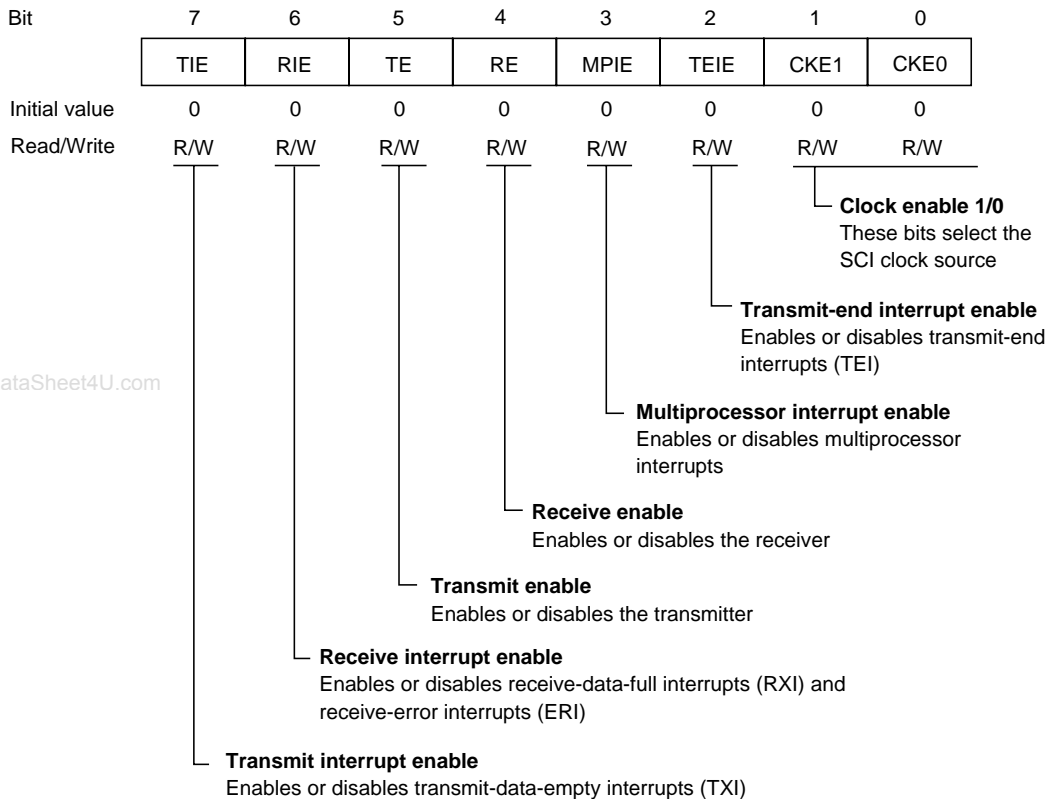 Bit 7 6 5 4 3 2 1 0
TIE RIE TE RE MPIE TEIE CKE1 CKE0
Initial value 0 0 0 0 0 0 0 0
Read/Write R/W R/W R/W R/W R/W R/W R/W R/W
Clock enable 1/0
These bits select the
SCI clock source
Transmit-end interrupt enable
Enables or disables transmit-end
interrupts (TEI)
ataSheet4U.com
Multiprocessor interrupt enable
Enables or disables multiprocessor
interrupts
Receive enable
Enables or disables the receiver
Transmit enable
Enables or disables the transmitter
Receive interrupt enable
Enables or disables receive-data-full interrupts (RXI) and
receive-error interrupts (ERI)
Transmit interrupt enable
Enables or disables transmit-data-empty interrupts (TXI)